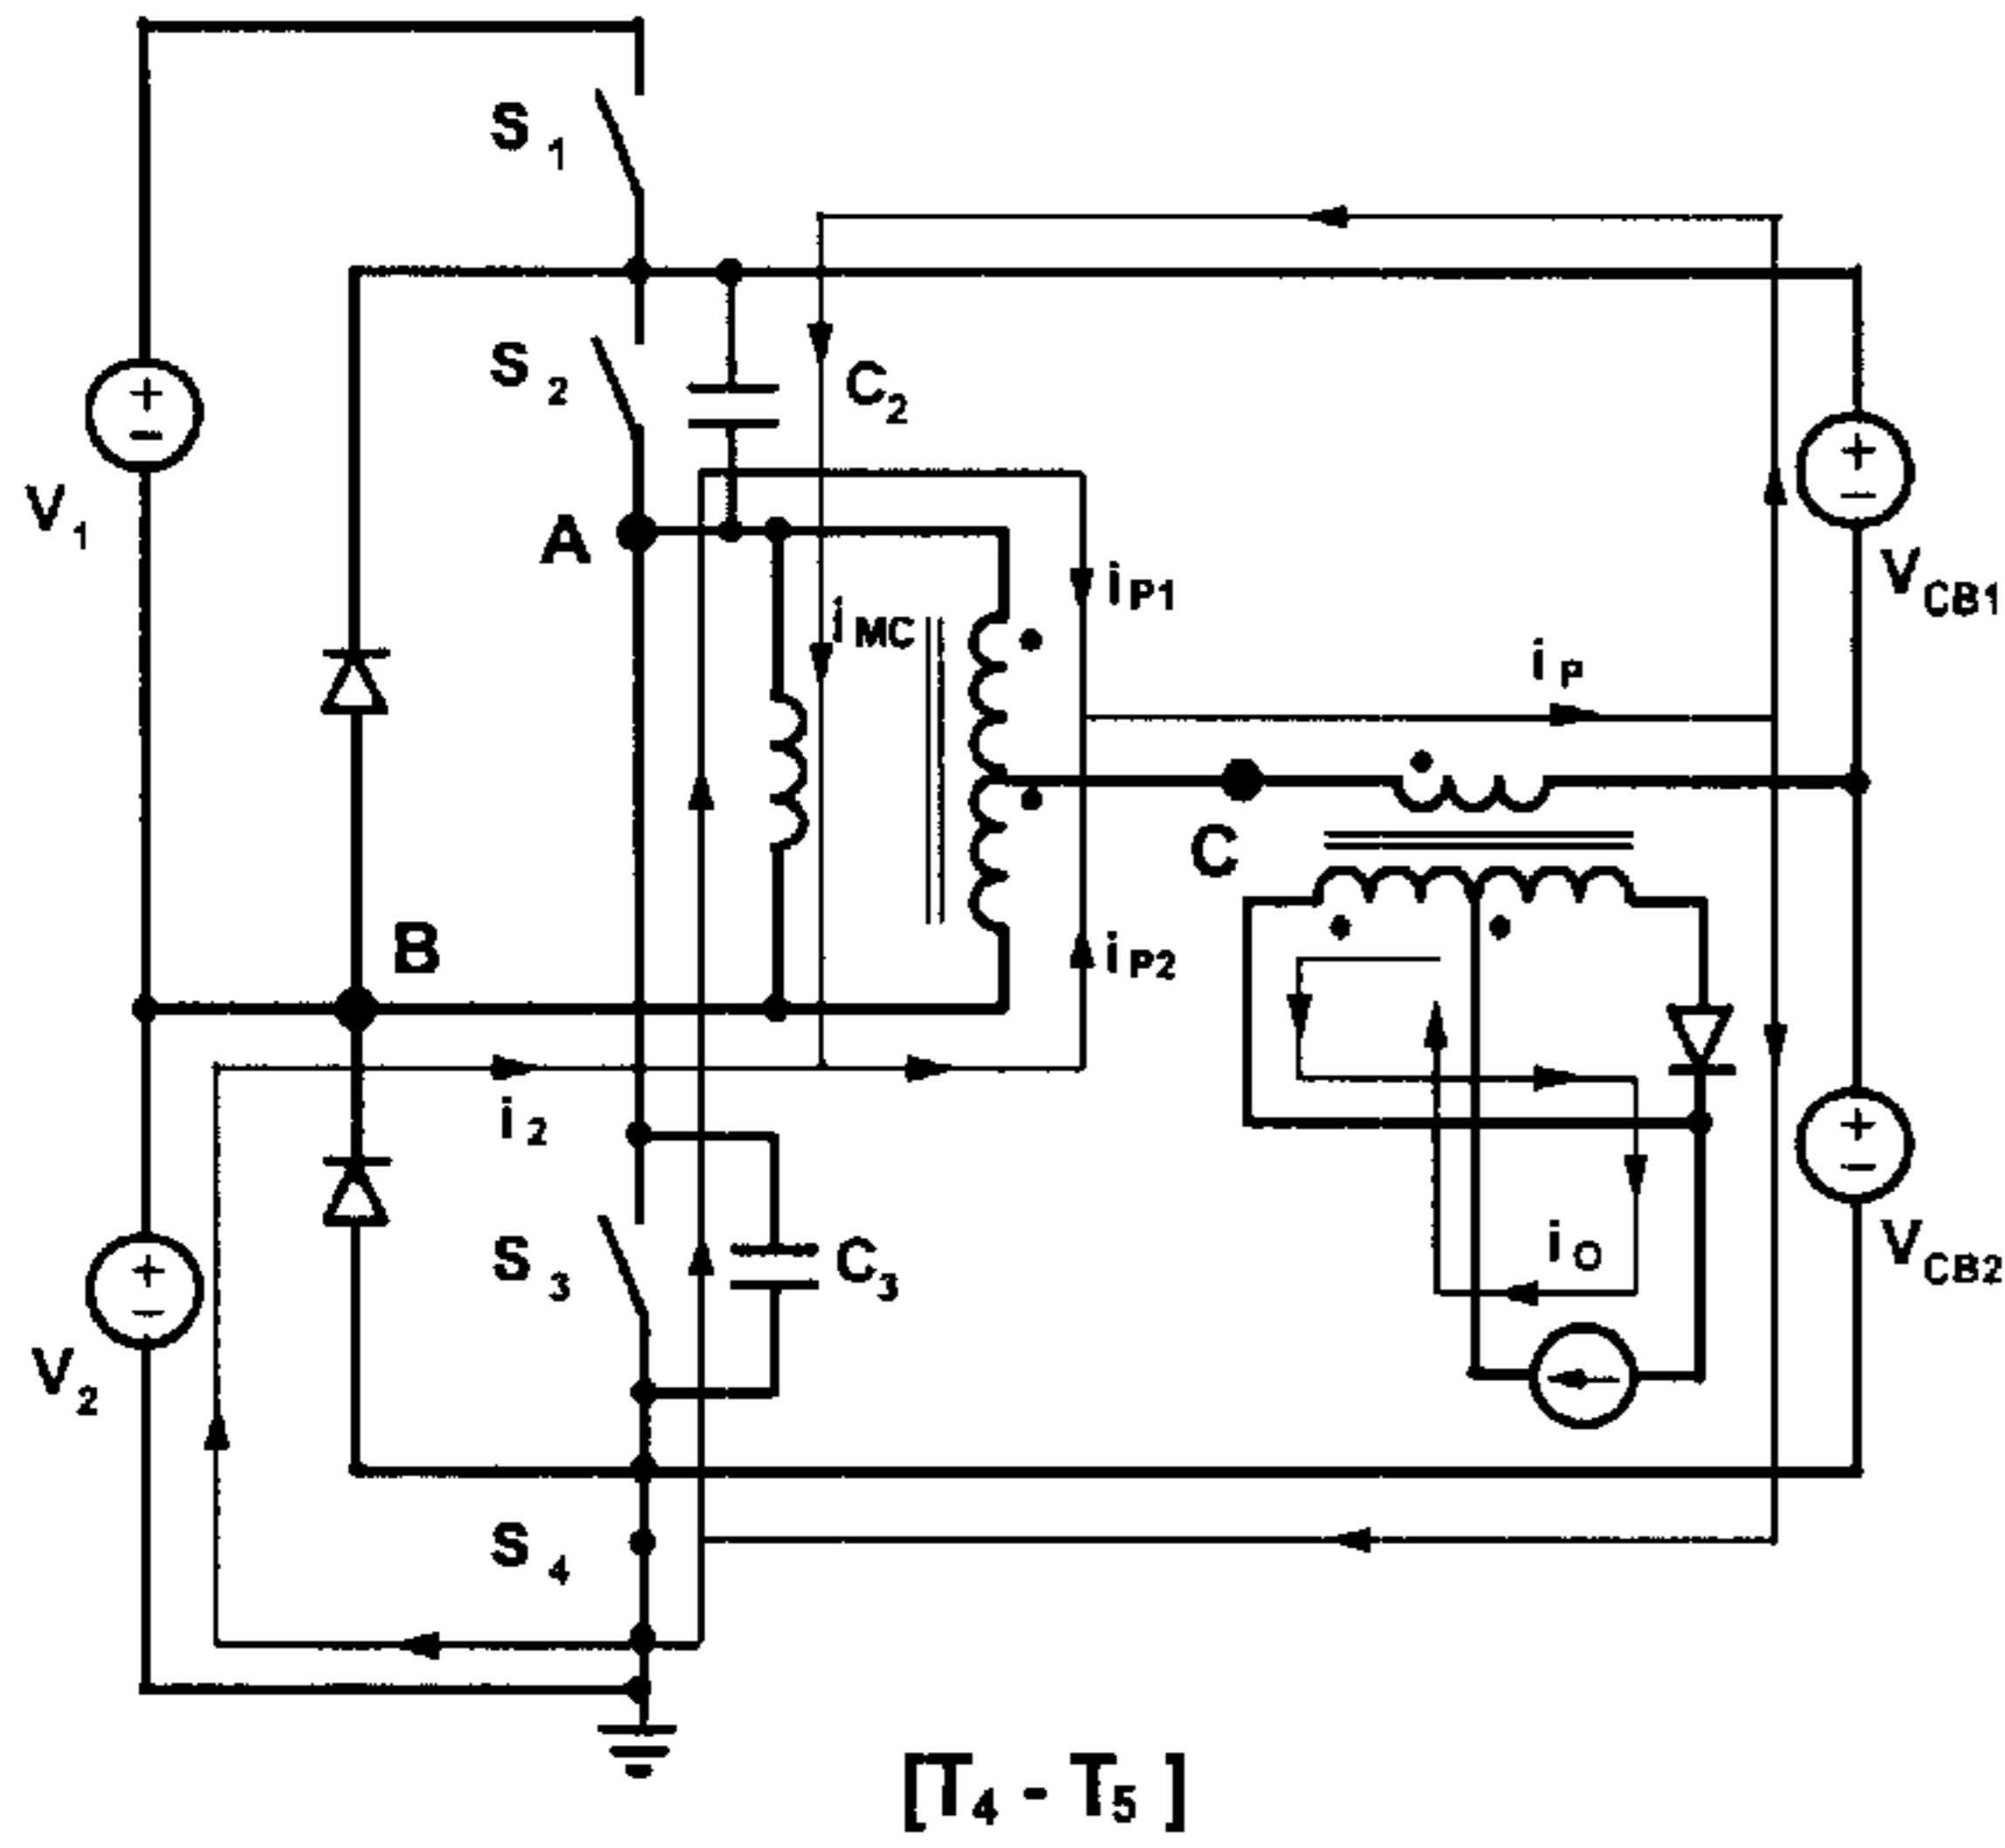 S1
S2
C2
V1
A
iP1
VCB1
iMC
iP
C
B
iP2
i2
S3
C3
iO
VCB2
V2
S4
[T4 - T5 ]